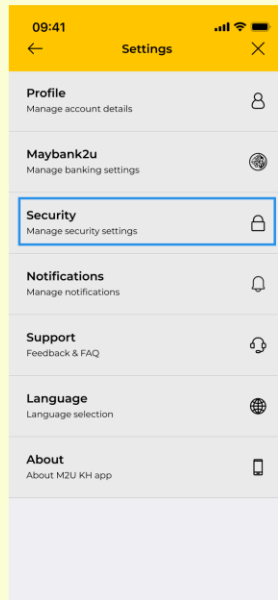 09:41
Settings
Profile
Manage account details
Maybank2u
Manage banking settings
Security
Manage security settings
Notifications
Manage notifications
Support
Feedback & FAQ
Language
Language selection
About
About M2U KH app